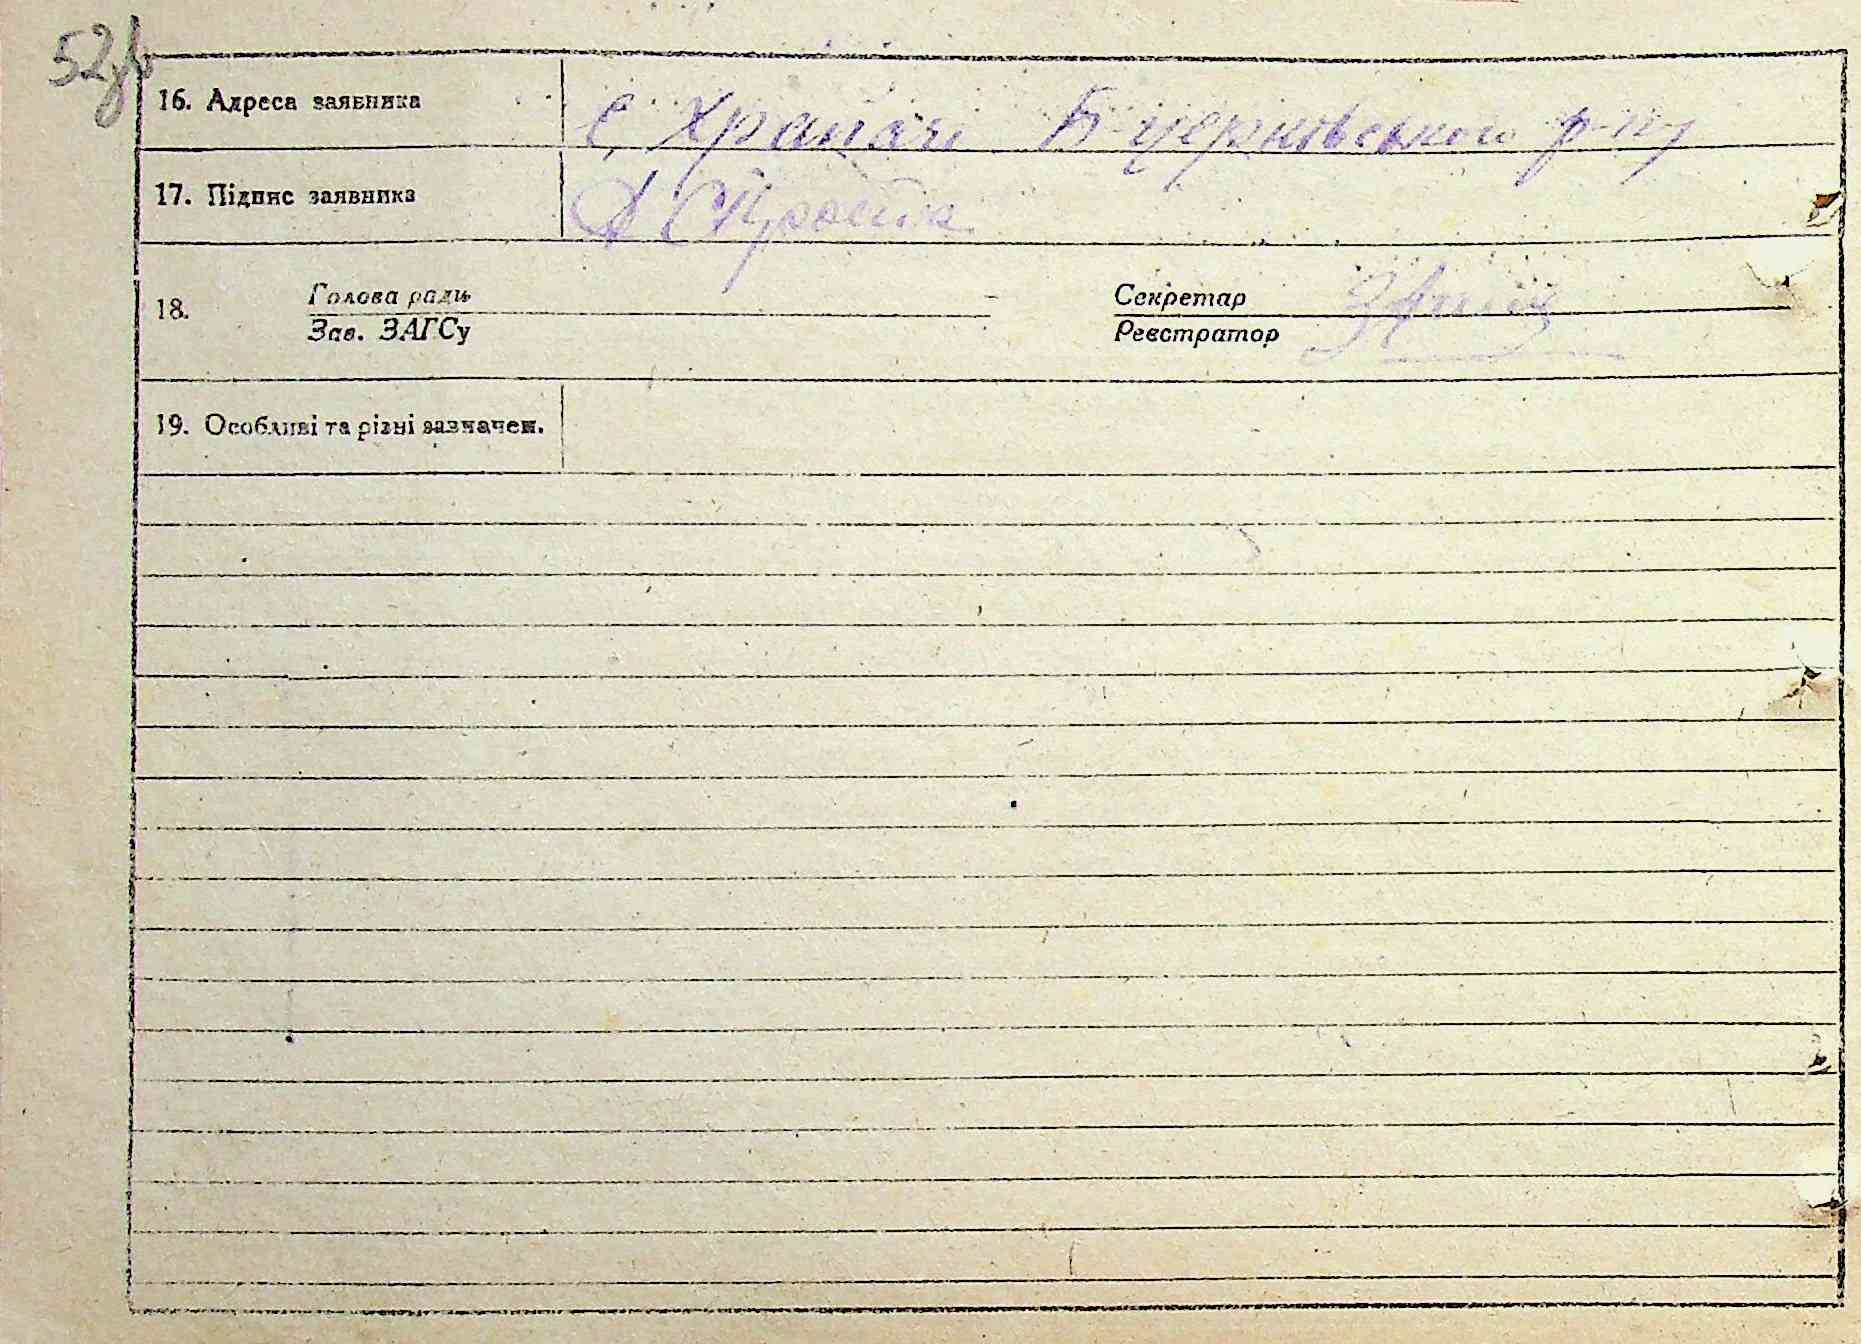 52зв
16. Адреса заявника с. Храпачі Б-церковського р-ну
17. Підпис заявника
18. Голова ради Секретар
Зав. ЗАГСу Реєстратор
19. Особливі та різні зазначен.